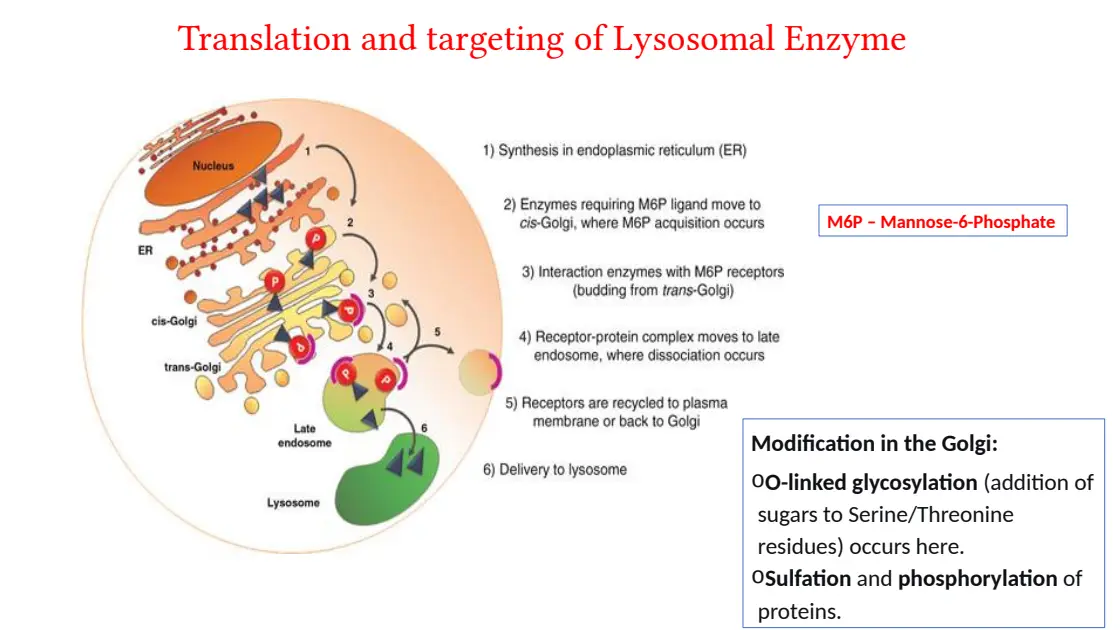 Translation and targeting of Lysosomal Enzyme
Nucleus
1
ER
2
P
P
cis-Golgi
3
P
trans-Golgi
P
4
5
P
P
Late
endosome
6
Lysosome
1) Synthesis in endoplasmic reticulum (ER)
2) Enzymes requiring M6P ligand move to
cis-Golgi, where M6P acquisition occurs
M6P – Mannose-6-Phosphate
3) Interaction enzymes with M6P receptors
(budding from trans-Golgi)
4) Receptor-protein complex moves to late
endosome, where dissociation occurs
5) Receptors are recycled to plasma
membrane or back to Golgi
6) Delivery to lysosome
Modification in the Golgi:
oO-linked glycosylation (addition of
sugars to Serine/Threonine
residues) occurs here.
oSulfation and phosphorylation of
proteins.